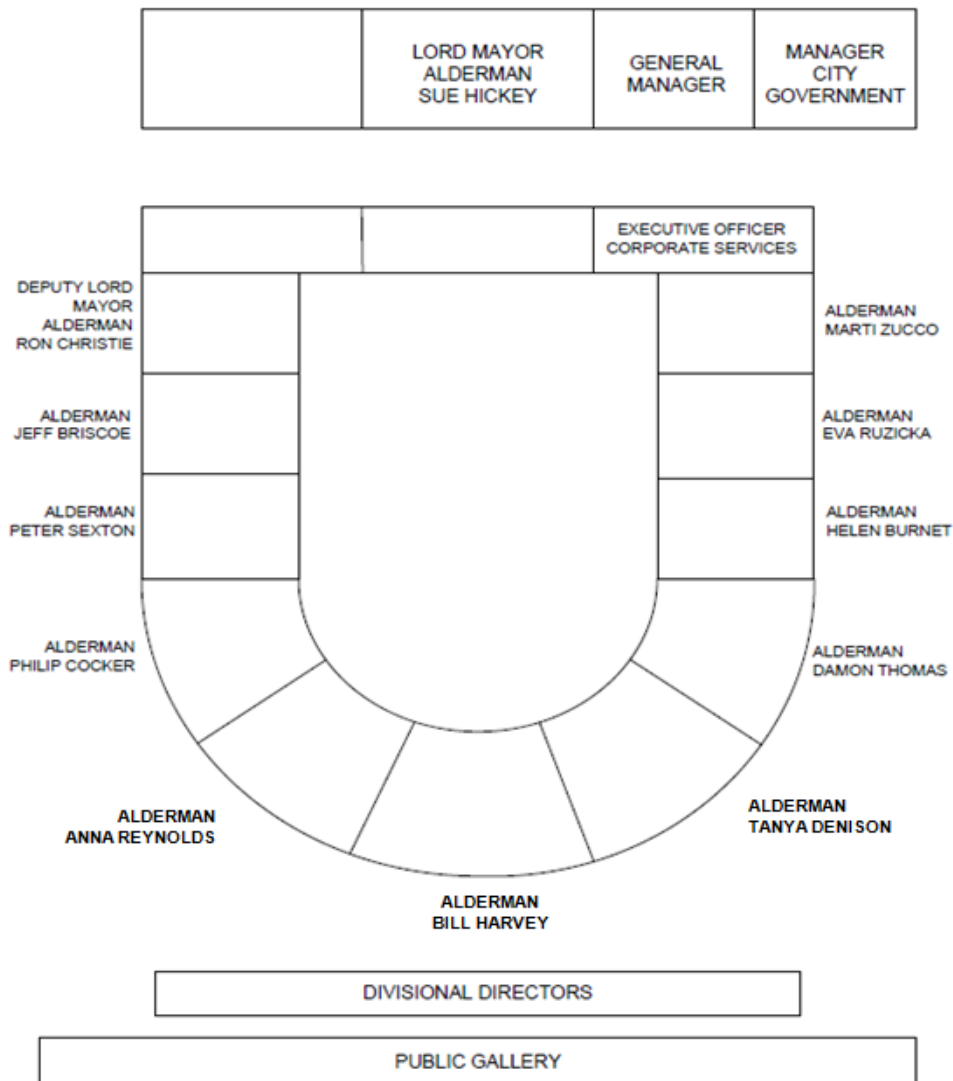 LORD MAYOR
ALDERMAN
SUE HICKEY
GENERAL
MANAGER
MANAGER
CITY
GOVERNMENT
EXECUTIVE OFFICER
CORPORATE SERVICES
DEPUTY LORD
MAYOR
ALDERMAN
RON CHRISTIE
ALDERMAN
MARTI ZUCCO
ALDERMAN
JEFF BRISCOE
ALDERMAN
EVA RUZICKA
ALDERMAN
PETER SEXTON
ALDERMAN
HELEN BURNET
ALDERMAN
PHILIP COCKER
ALDERMAN
DAMON THOMAS
ALDERMAN
ANNA REYNOLDS
ALDERMAN
TANYA DENISON
ALDERMAN
BILL HARVEY
DIVISIONAL DIRECTORS
PUBLIC GALLERY